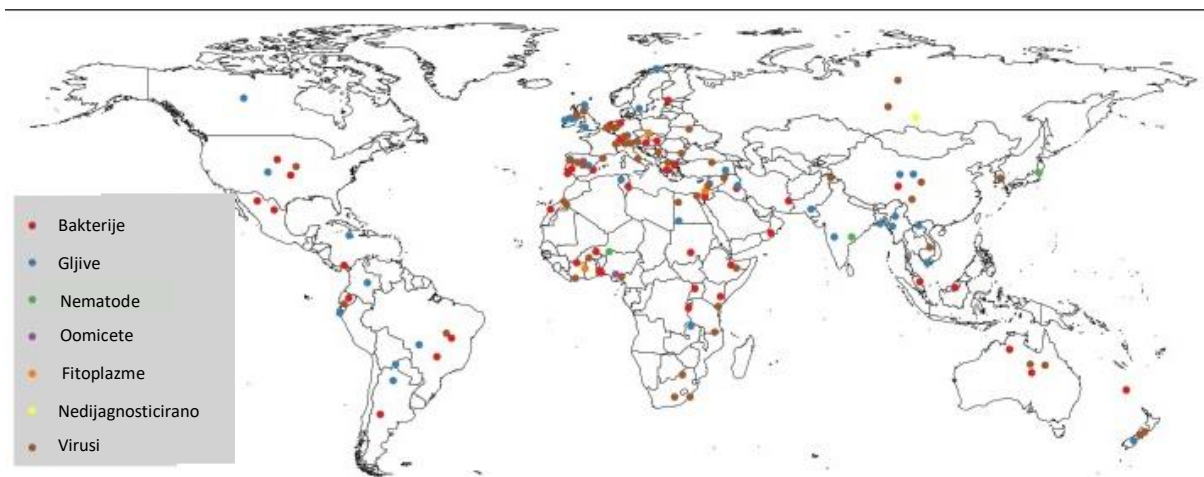 Bakterije
Gljive
Nematode
Oomicete
Fitoplazme
Nedijagnosticirano
Virusi